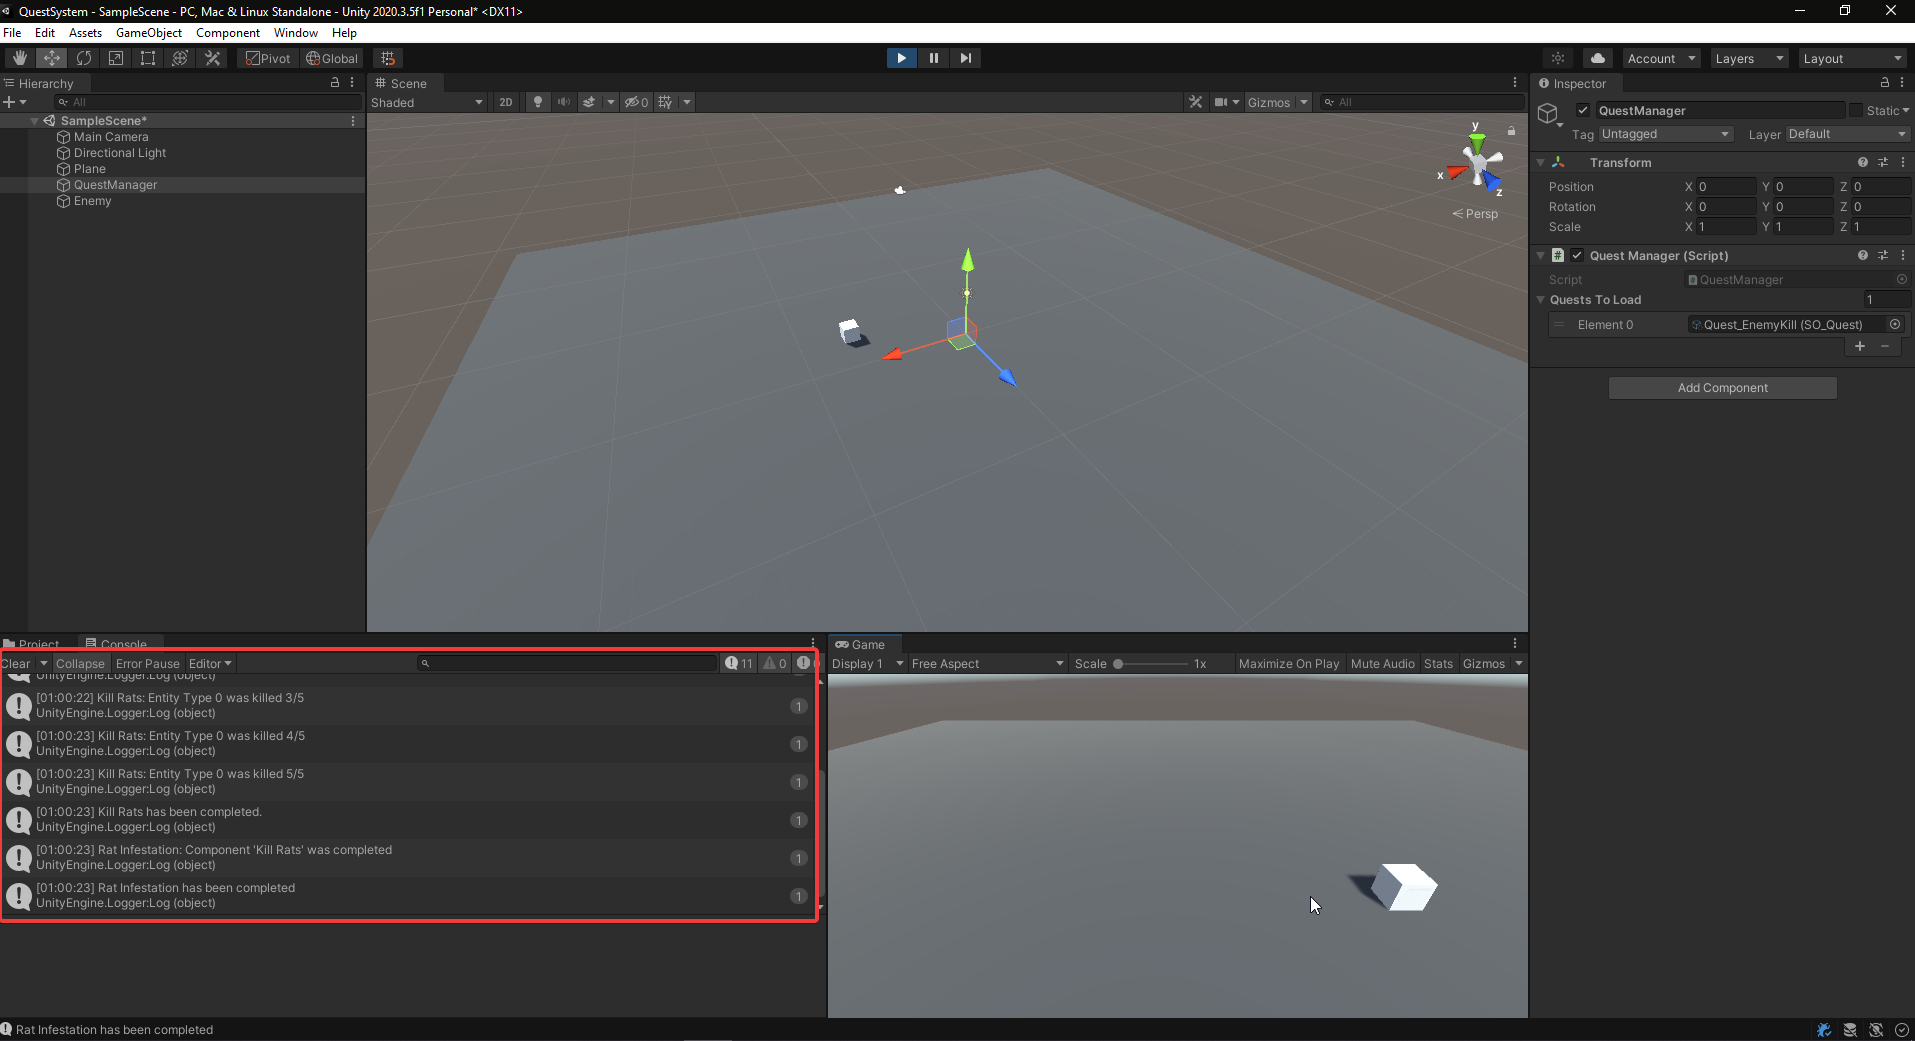 QuestSystem - SampleScene - PC, Mac & Linux Standalone - Unity 2020.3.5f1 Personal* <DX11>
File Edit Assets GameObject Component Window Help
Pivot Global Account Layers Layout
Hierarchy
All
SampleScene*
Main Camera
Directional Light
Plane
QuestManager
Enemy
Scene
Shaded 2D 0 Gizmos All
y
x
z
Persp
Inspector
QuestManager Static
Tag Untagged Layer Default
Transform
Position X 0 Y 0 Z 0
Rotation X 0 Y 0 Z 0
Scale X 1 Y 1 Z 1
# Quest Manager (Script)
Script QuestManager
Quests To Load 1
Element 0 Quest_EnemyKill (SO_Quest)
+ −
Add Component
Project Console
Clear Collapse Error Pause Editor 11 0
UnityEngine.Logger:Log (object)
[01:00:22] Kill Rats: Entity Type 0 was killed 3/5
UnityEngine.Logger:Log (object)
1
[01:00:23] Kill Rats: Entity Type 0 was killed 4/5
UnityEngine.Logger:Log (object)
1
[01:00:23] Kill Rats: Entity Type 0 was killed 5/5
UnityEngine.Logger:Log (object)
1
[01:00:23] Kill Rats has been completed.
UnityEngine.Logger:Log (object)
1
[01:00:23] Rat Infestation: Component 'Kill Rats' was completed
UnityEngine.Logger:Log (object)
1
[01:00:23] Rat Infestation has been completed
UnityEngine.Logger:Log (object)
1
Game
Display 1 Free Aspect Scale 1x Maximize On Play Mute Audio Stats Gizmos
Rat Infestation has been completed